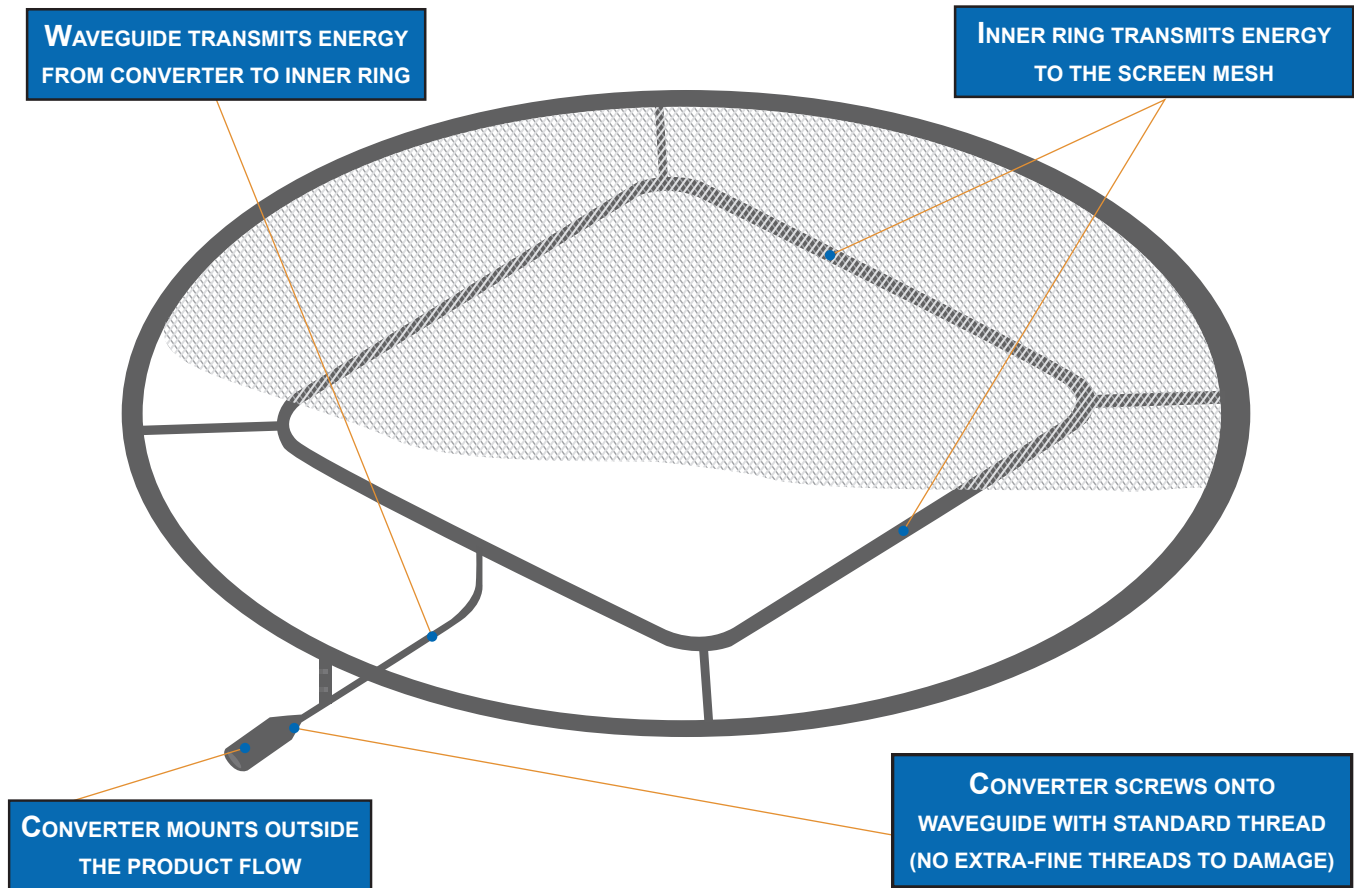 WAVEGUIDE TRANSMITS ENERGY
FROM CONVERTER TO INNER RING
INNER RING TRANSMITS ENERGY
TO THE SCREEN MESH
CONVERTER MOUNTS OUTSIDE
THE PRODUCT FLOW
CONVERTER SCREWS ONTO
WAVEGUIDE WITH STANDARD THREAD
(NO EXTRA-FINE THREADS TO DAMAGE)